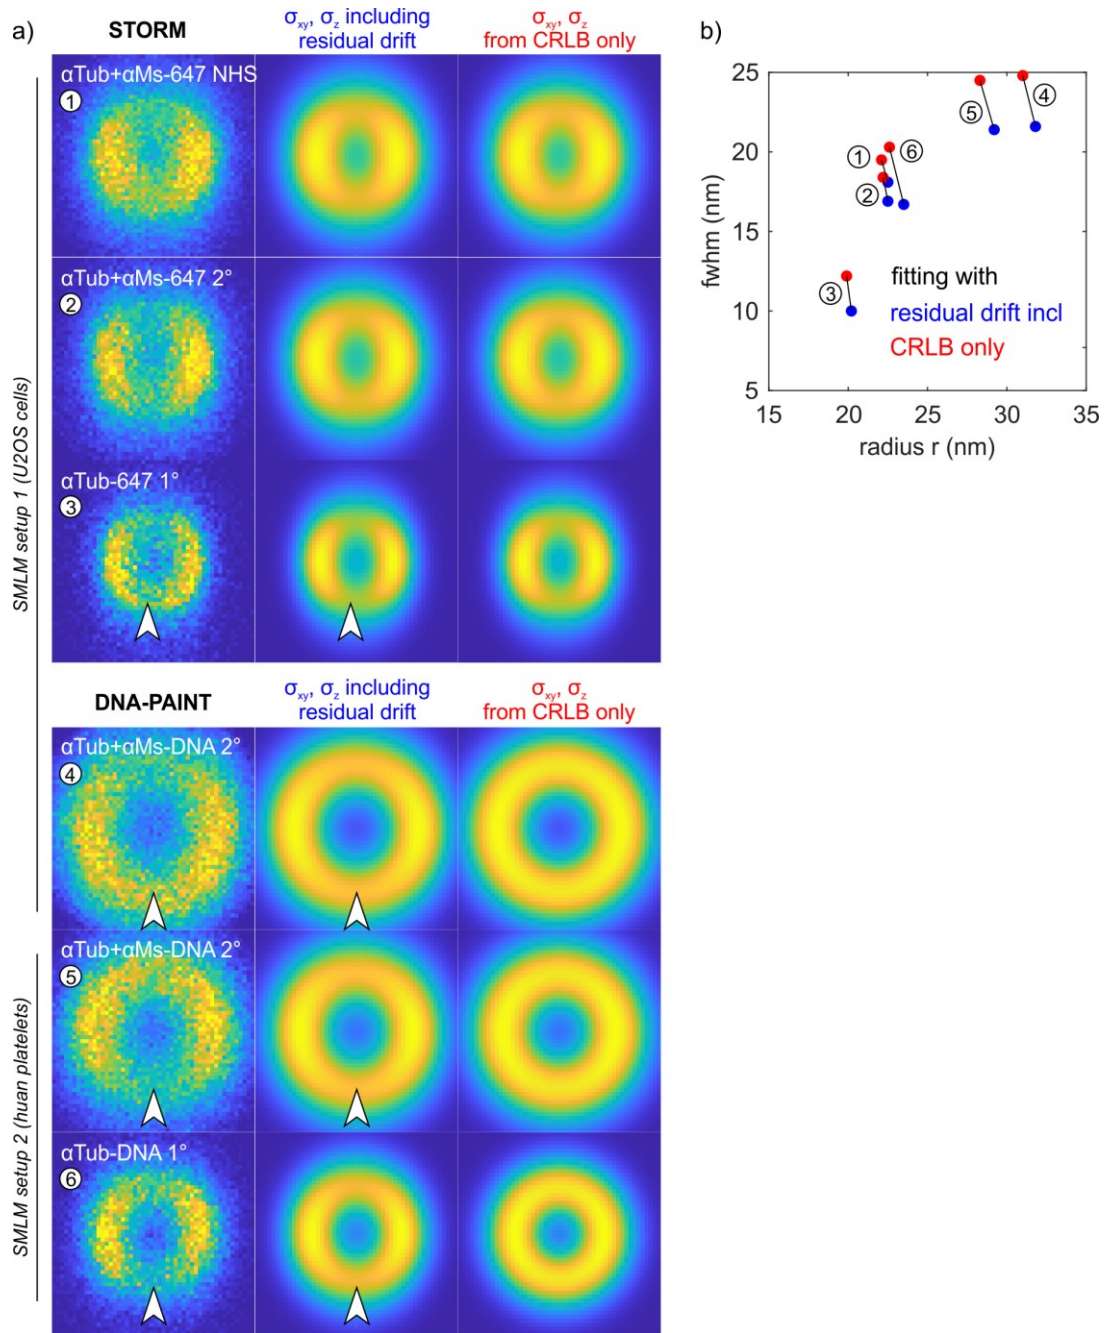 a)
STORM
σxy, σz including
residual drift
σxy, σz
from CRLB only
SMLM setup 1 (U2OS cells)
αTub+αMs-647 NHS
1
αTub+αMs-647 2°
2
αTub-647 1°
3
DNA-PAINT
σxy, σz including
residual drift
σxy, σz
from CRLB only
αTub+αMs-DNA 2°
4
SMLM setup 2 (huan platelets)
αTub+αMs-DNA 2°
5
αTub-DNA 1°
6
b)
fwhm (nm)
25
20
15
10
5
15
20
25
30
35
radius r (nm)
1
2
3
4
5
6
fitting with
residual drift incl
CRLB only